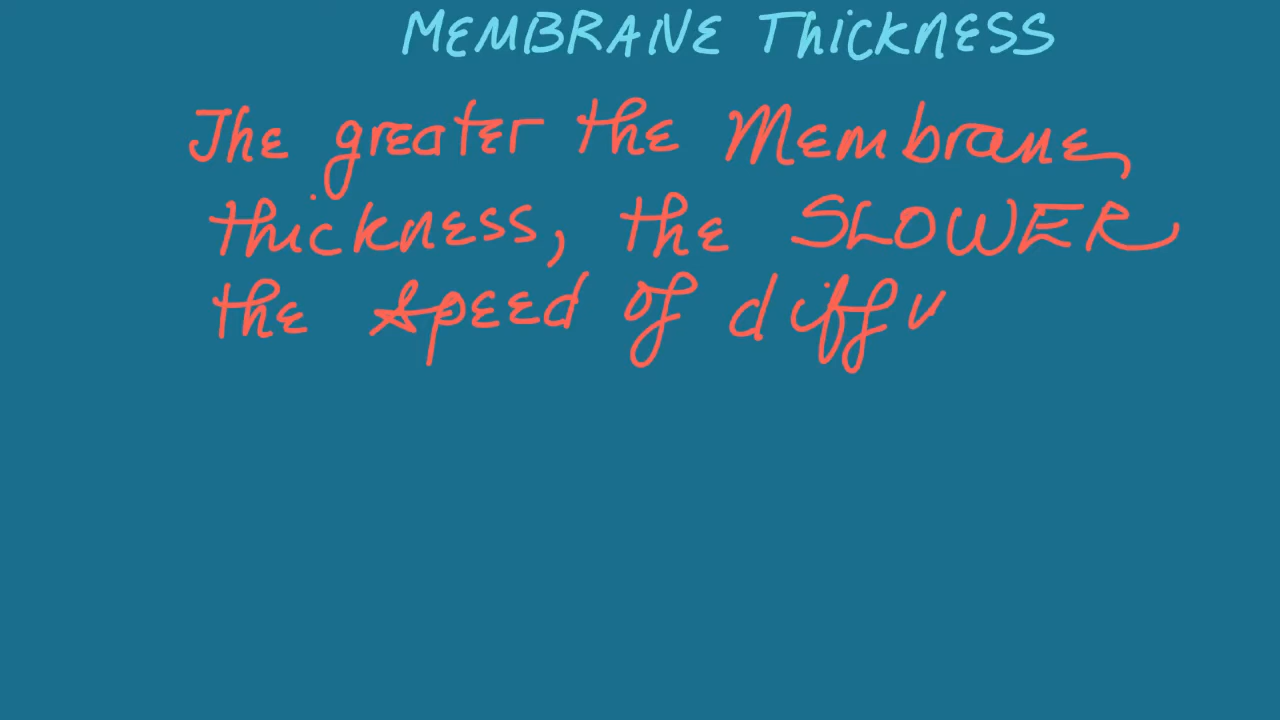 MEMBRANE THICKNESS
The greater the Membrane
thickness, the SLOWER
the speed of diffu